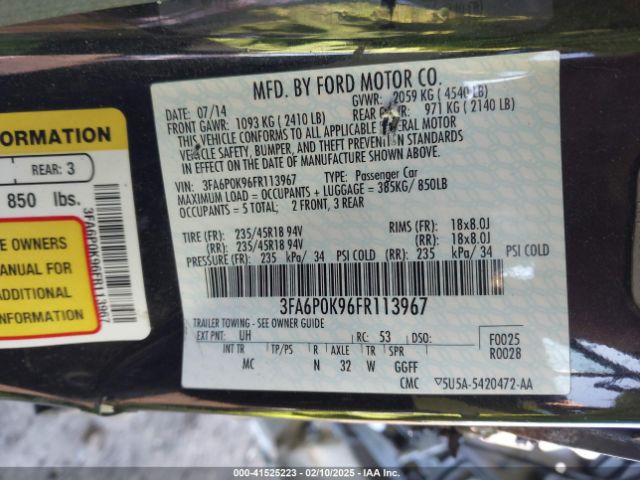 MFD. BY FORD MOTOR CO.
DATE: 07/14 GVWR: 2059 KG ( 4540 LB)
FRONT GAWR: 1093 KG ( 2410 LB) REAR 971 KG ( 2140 LB)
THIS VEHICLE CONFORMS TO ALL APPLICABLE MOTOR
VEHICLE SAFETY, BUMPER, AND THEFT PREVENTION STANDARDS
IN EFFECT ON THE DATE OF MANUFACTURE SHOWN ABOVE.
VIN: 3FA6P0K96FR113967 TYPE: Passenger Car
MAXIMUM LOAD = OCCUPANTS + LUGGAGE = 385KG/ 850LB
OCCUPANTS = 5 TOTAL; 2 FRONT, 3 REAR
TIRE (FR): 235/45R18 94V RIMS (FR): 18x8.0J
(RR): 235/45R18 94V (RR): 18x8.0J
PRESSURE (FR): 235 kPa/ 34 PSI COLD (RR): 235 kPa/ 34 PSI COLD
3FA6P0K96FR113967
TRAILER TOWING - SEE OWNER GUIDE
EXT PNT: UH RC: 53 DSO: F0025
R0028
INT TR TP/PS R AXLE TR SPR
MC N 32 W GGFF
CMC ▽5U5A-5420472-AA
FORMATION
REAR: 3
850 lbs.
E OWNERS
ANUAL FOR
ADDITIONAL
INFORMATION
3FA6P0K96FR113967
000-41525223 - 02/10/2025 - IAA Inc.